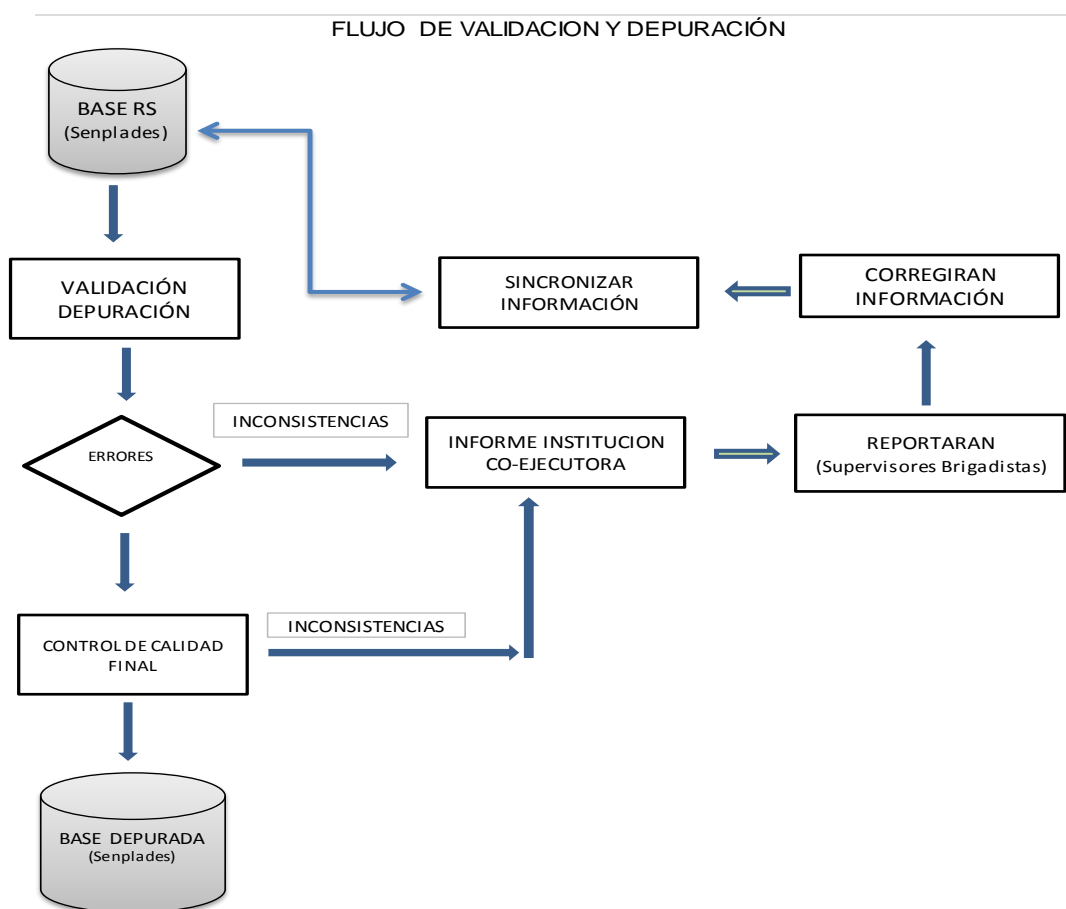 FLUJO DE VALIDACION Y DEPURACIÓN
BASE RS
(Senplades)
VALIDACIÓN
DEPURACIÓN
SINCRONIZAR
INFORMACIÓN
CORREGIRAN
INFORMACIÓN
ERRORES
INCONSISTENCIAS
INFORME INSTITUCION
CO-EJECUTORA
REPORTARAN
(Supervisores Brigadistas)
CONTROL DE CALIDAD
FINAL
INCONSISTENCIAS
BASE DEPURADA
(Senplades)